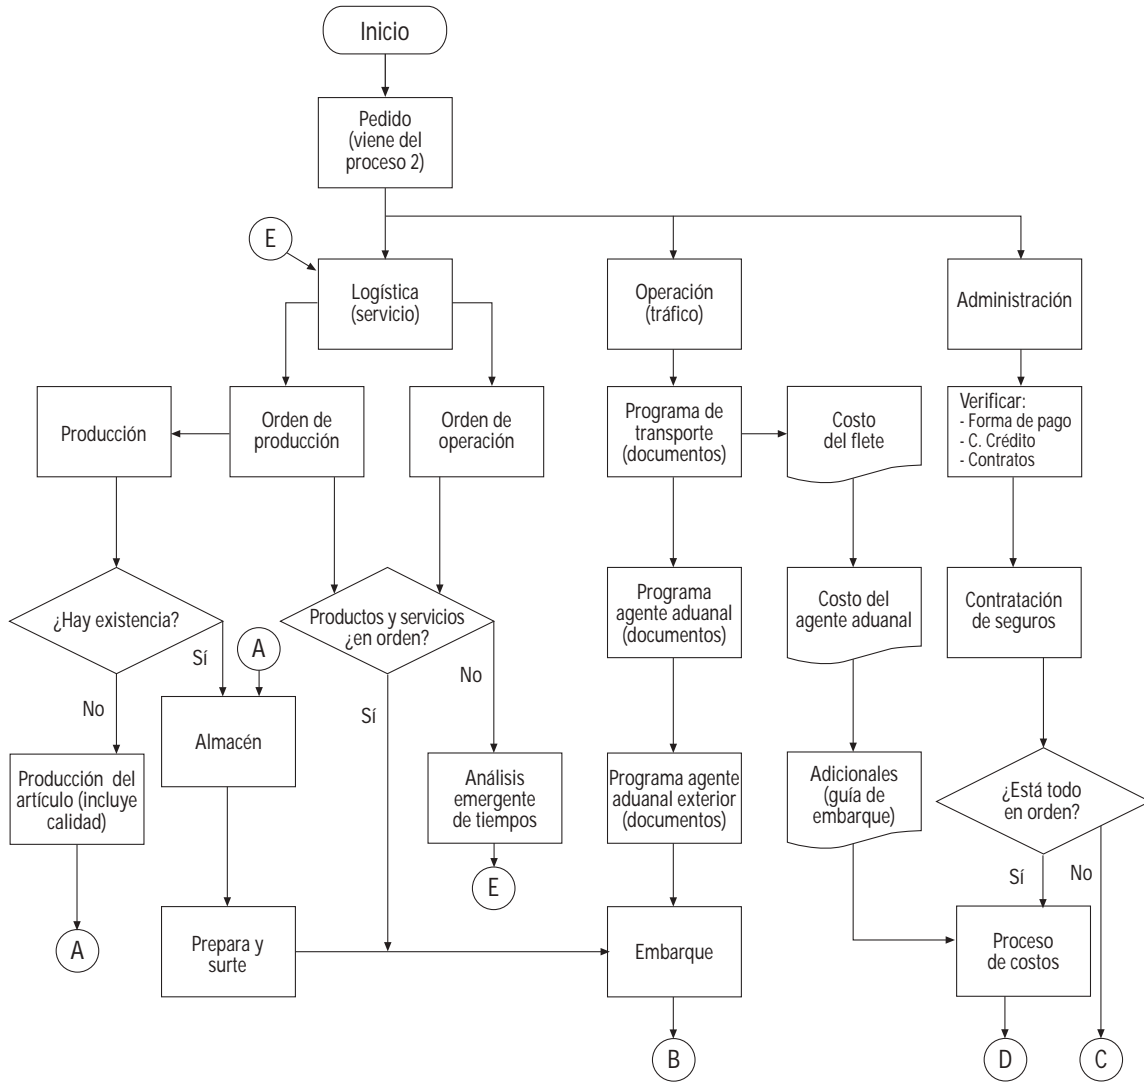 Inicio
Pedido
(viene del
proceso 2)
E
Logística
(servicio)
Operación
(tráfico)
Administración
Producción
Orden de
producción
Orden de
operación
Programa de
transporte
(documentos)
Costo
del flete
Verificar:
- Forma de pago
- C. Crédito
- Contratos
¿Hay existencia?
Sí
No
Productos y servicios
¿en orden?
No
Sí
A
Programa
agente aduanal
(documentos)
Costo del
agente aduanal
Contratación
de seguros
Almacén
Producción del
artículo (incluye
calidad)
Análisis
emergente
de tiempos
Programa agente
aduanal exterior
(documentos)
Adicionales
(guía de
embarque)
¿Está todo
en orden?
Sí
No
A
Prepara y
surte
E
Embarque
Proceso
de costos
B
D
C